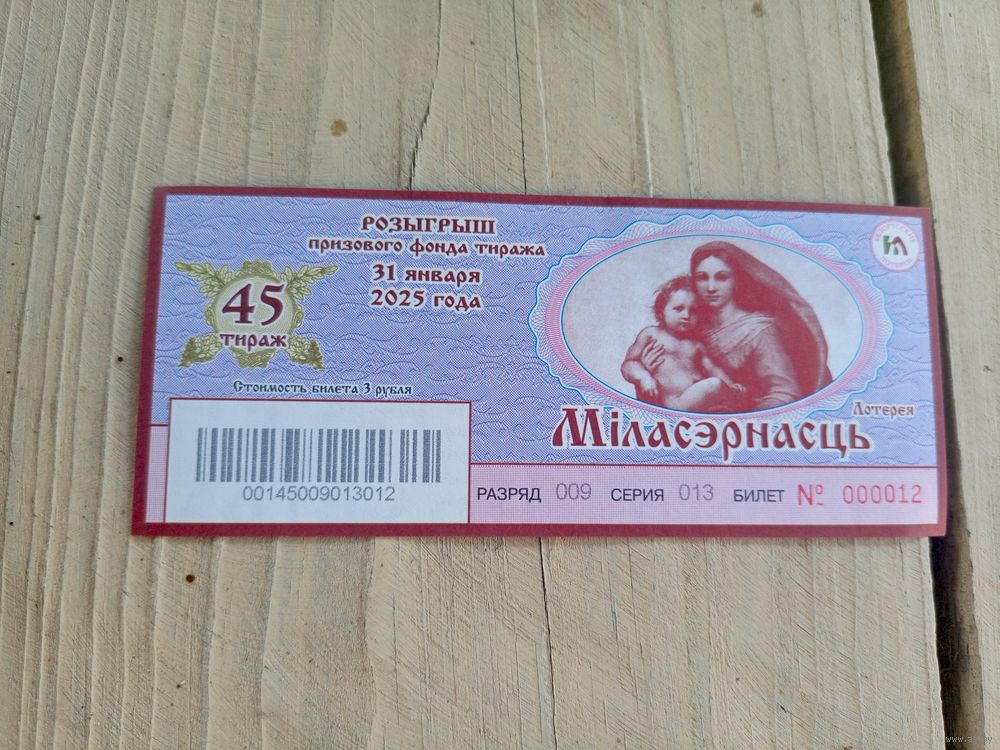 РОЗЫГРЫШ
призового фонда тиража
31 января
2025 года
45
тираж
Стоимость билета 3 рубля
Лотерея
Міласэрнасць
00145009013012
РАЗРЯД 009 СЕРИЯ 013 БИЛЕТ № 000012